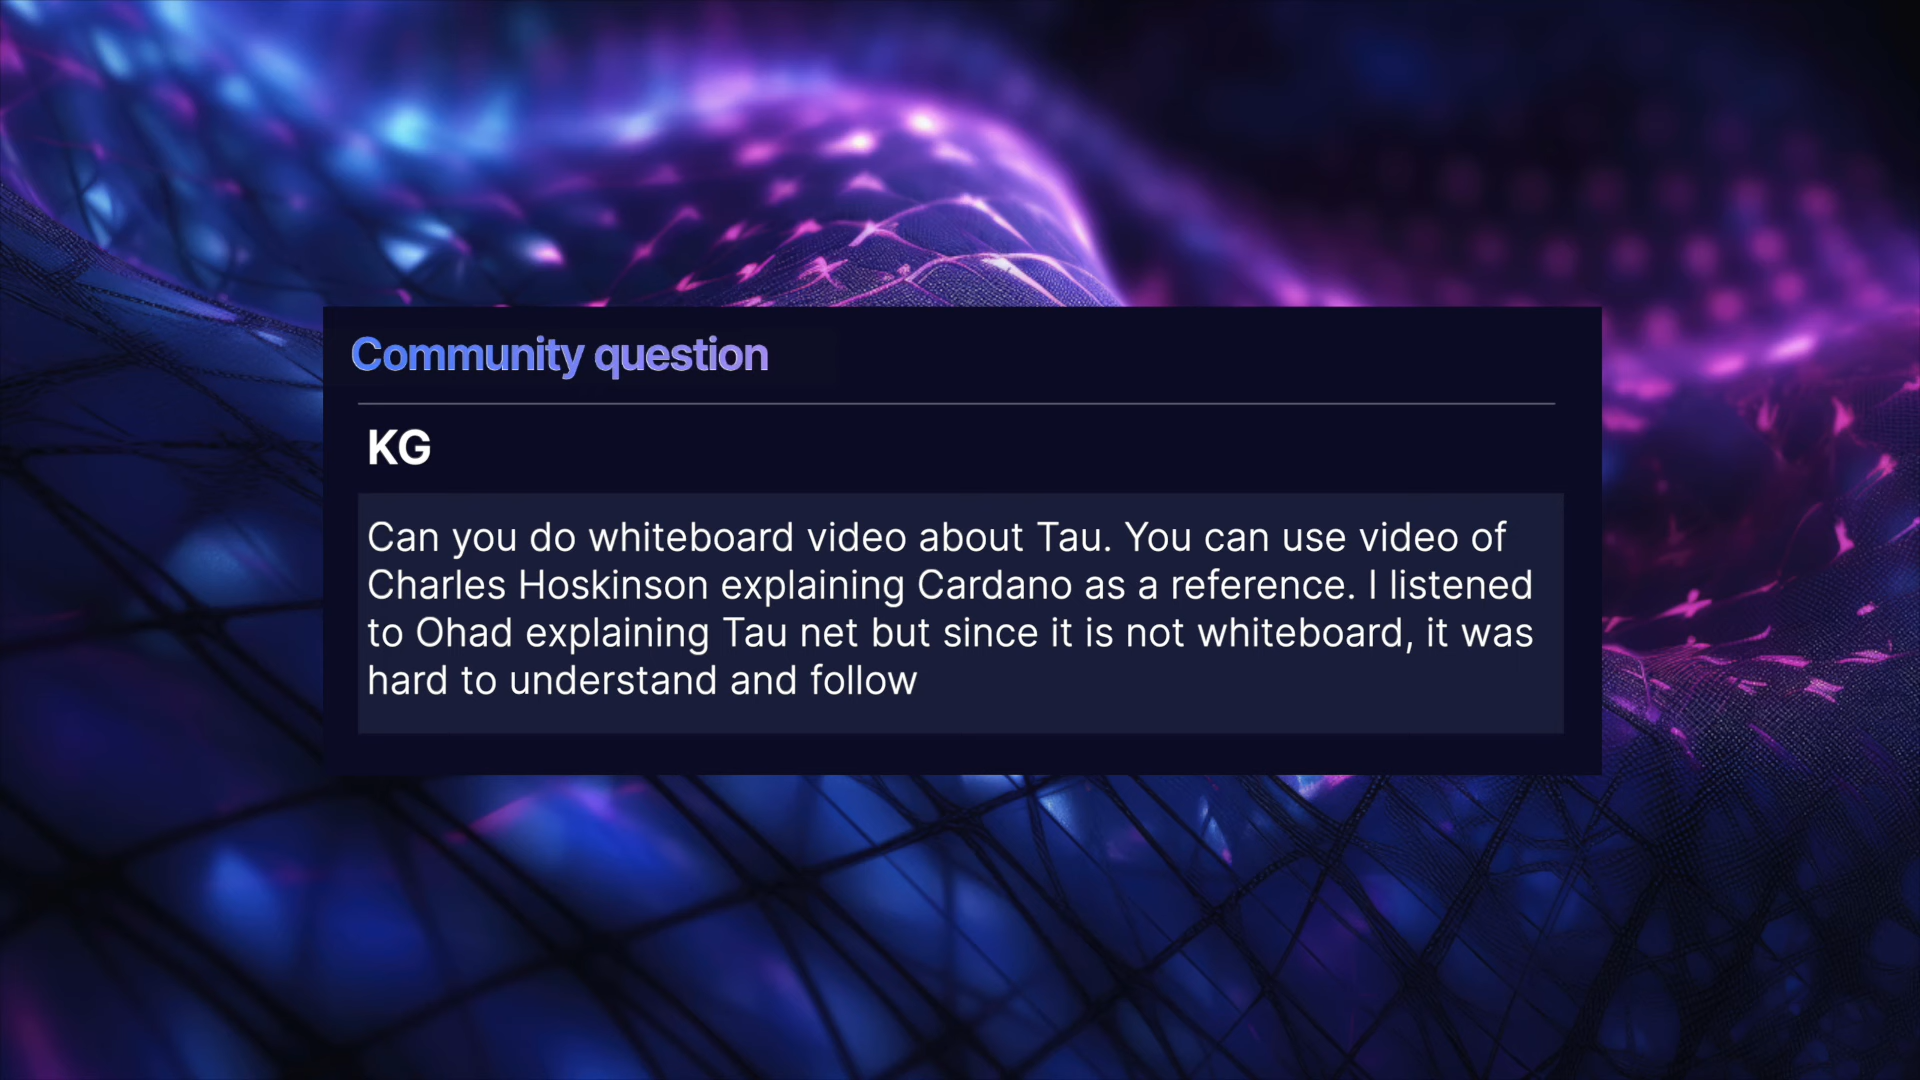 Community question
KG
Can you do whiteboard video about Tau. You can use video of
Charles Hoskinson explaining Cardano as a reference. I listened
to Ohad explaining Tau net but since it is not whiteboard, it was
hard to understand and follow